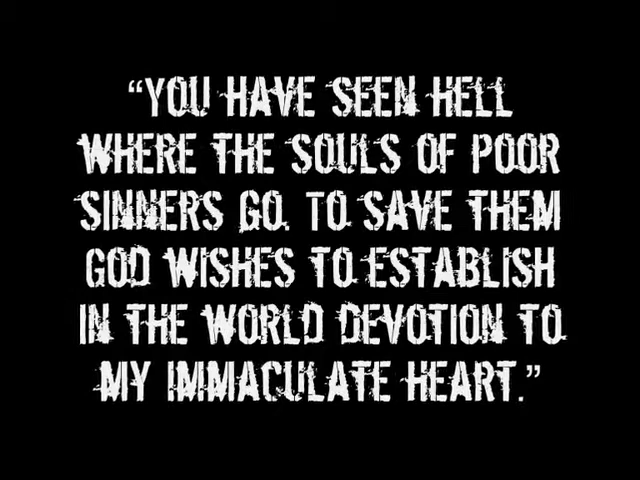 “YOU HAVE SEEN HELL
WHERE THE SOULS OF POOR
SINNERS GO. TO SAVE THEM
GOD WISHES TO ESTABLISH
IN THE WORLD DEVOTION TO
MY IMMACULATE HEART.”